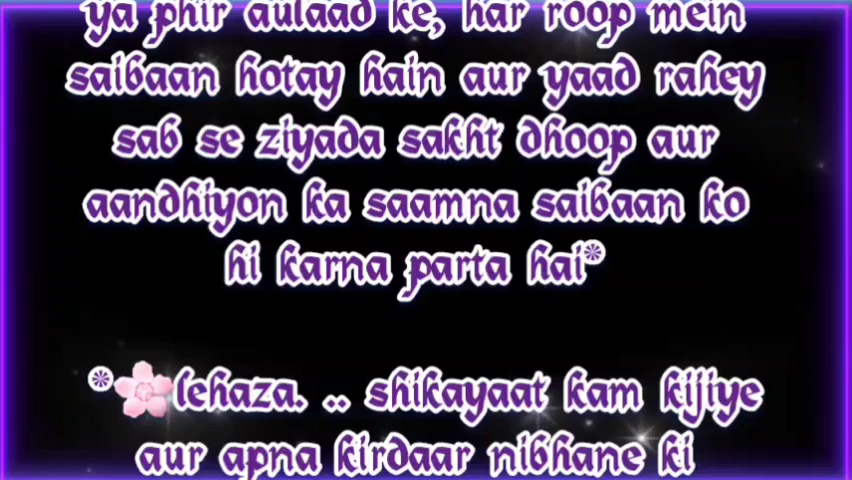 ya phir aulaad ke, har roop mein
saibaan hotay hain aur yaad rahey
sab se ziyada sakht dhoop aur
aandhiyon ka saamna saibaan ko
hi karna parta hai*
*🌸lehaza. .. shikayaat kam kijiye
aur apna kirdaar nibhane ki